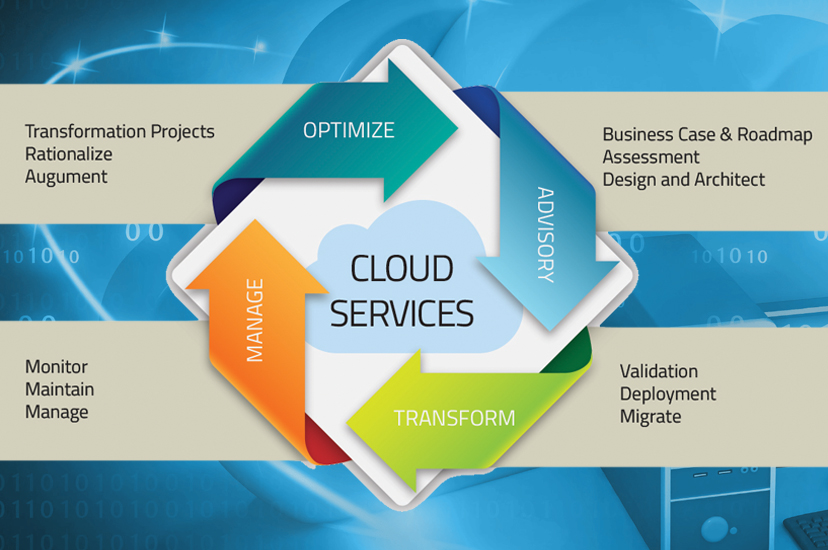 OPTIMIZE
Transformation Projects
Rationalize
Augument
Business Case & Roadmap
Assessment
Design and Architect
ADVISORY
CLOUD
SERVICES
MANAGE
Monitor
Maintain
Manage
TRANSFORM
Validation
Deployment
Migrate